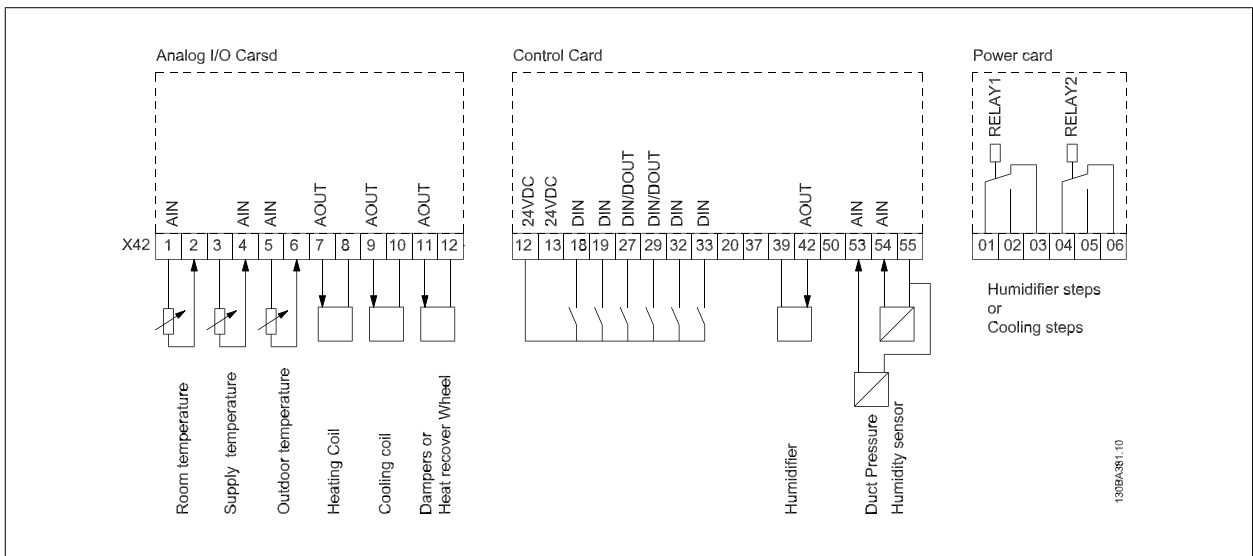 Analog I/O Carsd
Control Card
Power card
AIN
AIN
AIN
AOUT
AOUT
AOUT
24VDC
24VDC
DIN
DIN
DIN/DOUT
DIN/DOUT
DIN
DIN
AOUT
AIN
AIN
RELAY1
RELAY2
X42 1 2 3 4 5 6 7 8 9 10 11 12
12 13 18 19 27 29 32 33 20 37 39 42 50 53 54 55
01 02 03 04 05 06
Humidifier steps
or
Cooling steps
Room temperature
Supply temperature
Outdoor temperature
Heating Coil
Cooling coil
Dampers or
Heat recover Wheel
Humidifier
Duct Pressure
Humidity sensor
130BA381.10